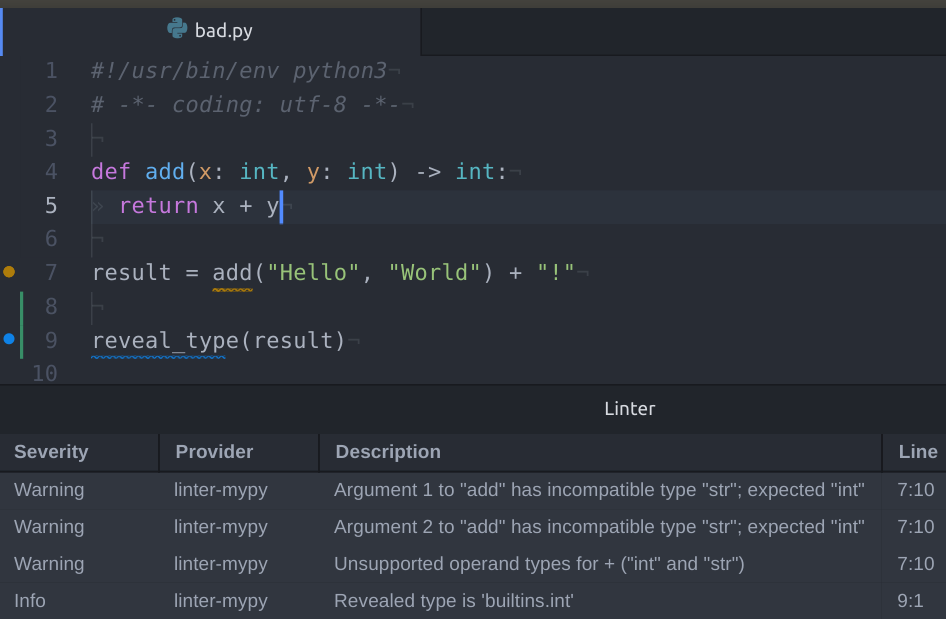 bad.py
1 #!/usr/bin/env python3¬
2 # -*- coding: utf-8 -*-¬
3 ¬
4 def add(x: int, y: int) -> int:¬
5 » return x + y¬
6 ¬
7 result = add("Hello", "World") + "!"¬
8 ¬
9 reveal_type(result)¬
10
Linter
Severity Provider Description Line
Warning linter-mypy Argument 1 to "add" has incompatible type "str"; expected "int" 7:10
Warning linter-mypy Argument 2 to "add" has incompatible type "str"; expected "int" 7:10
Warning linter-mypy Unsupported operand types for + ("int" and "str") 7:10
Info linter-mypy Revealed type is 'builtins.int' 9:1